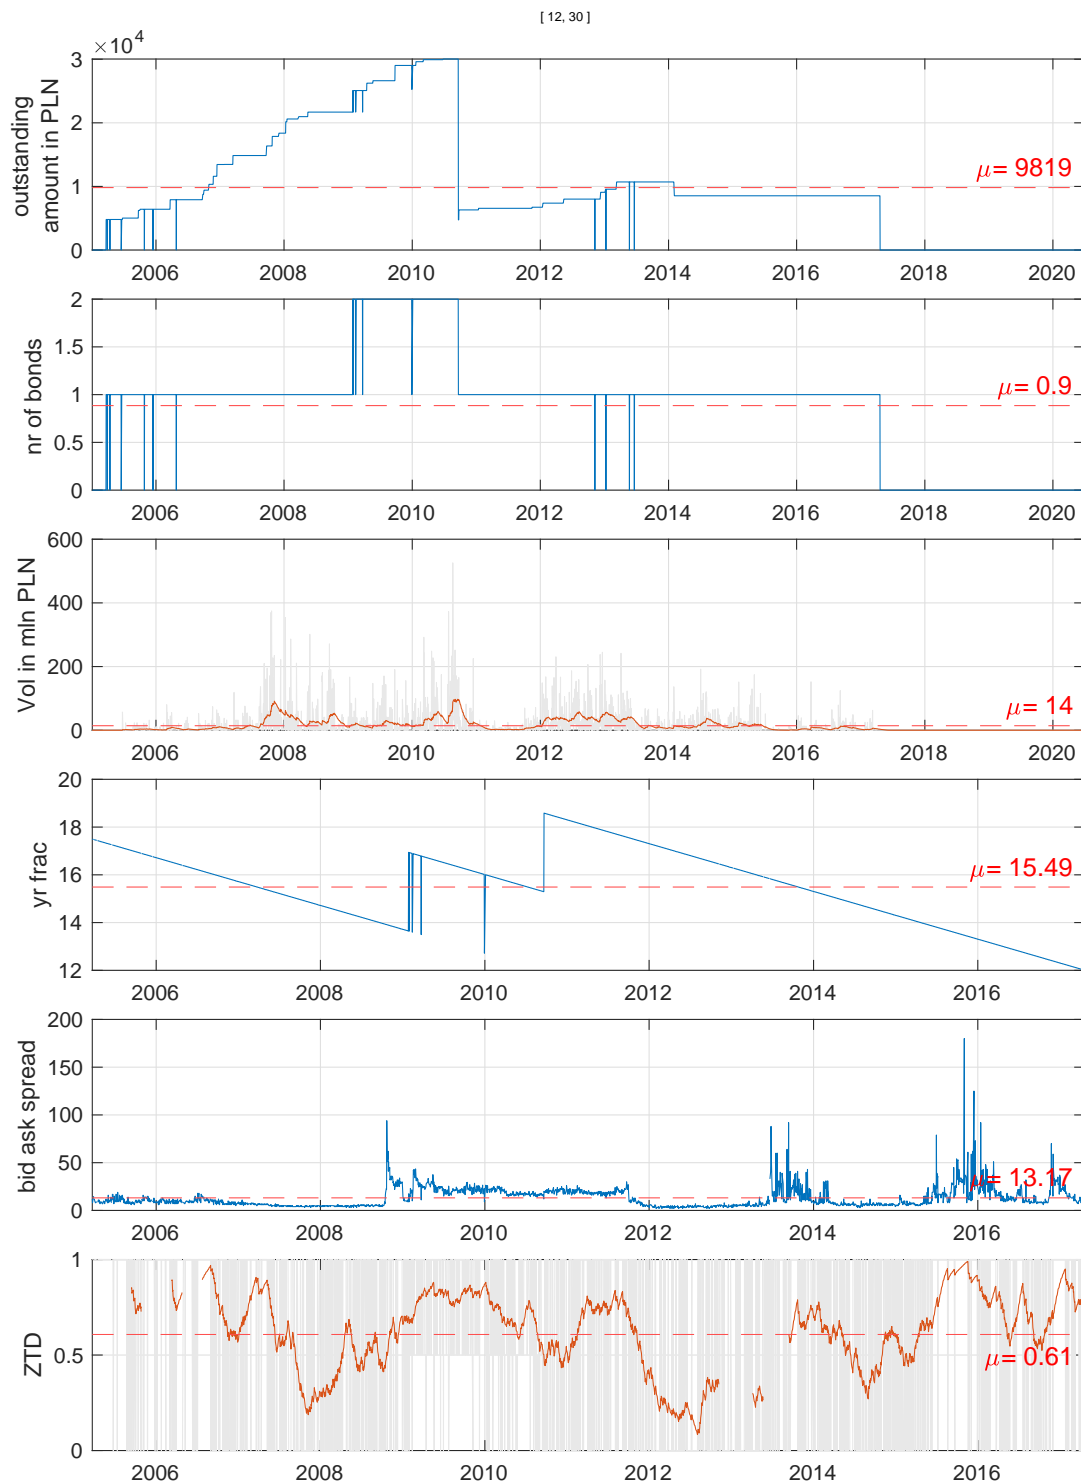 [ 12, 30 ]
×10⁴
outstanding
amount in PLN
3
2
1
0
μ= 9819
2006 2008 2010 2012 2014 2016 2018 2020
nr of bonds
2
1.5
1
0.5
0
μ= 0.9
2006 2008 2010 2012 2014 2016 2018 2020
Vol in mln PLN
600
400
200
0
μ= 14
2006 2008 2010 2012 2014 2016 2018 2020
yr frac
20
18
16
14
12
μ= 15.49
2006 2008 2010 2012 2014 2016
bid ask spread
200
150
100
50
0
μ= 13.17
2006 2008 2010 2012 2014 2016
ZTD
1
0.5
0
μ= 0.61
2006 2008 2010 2012 2014 2016